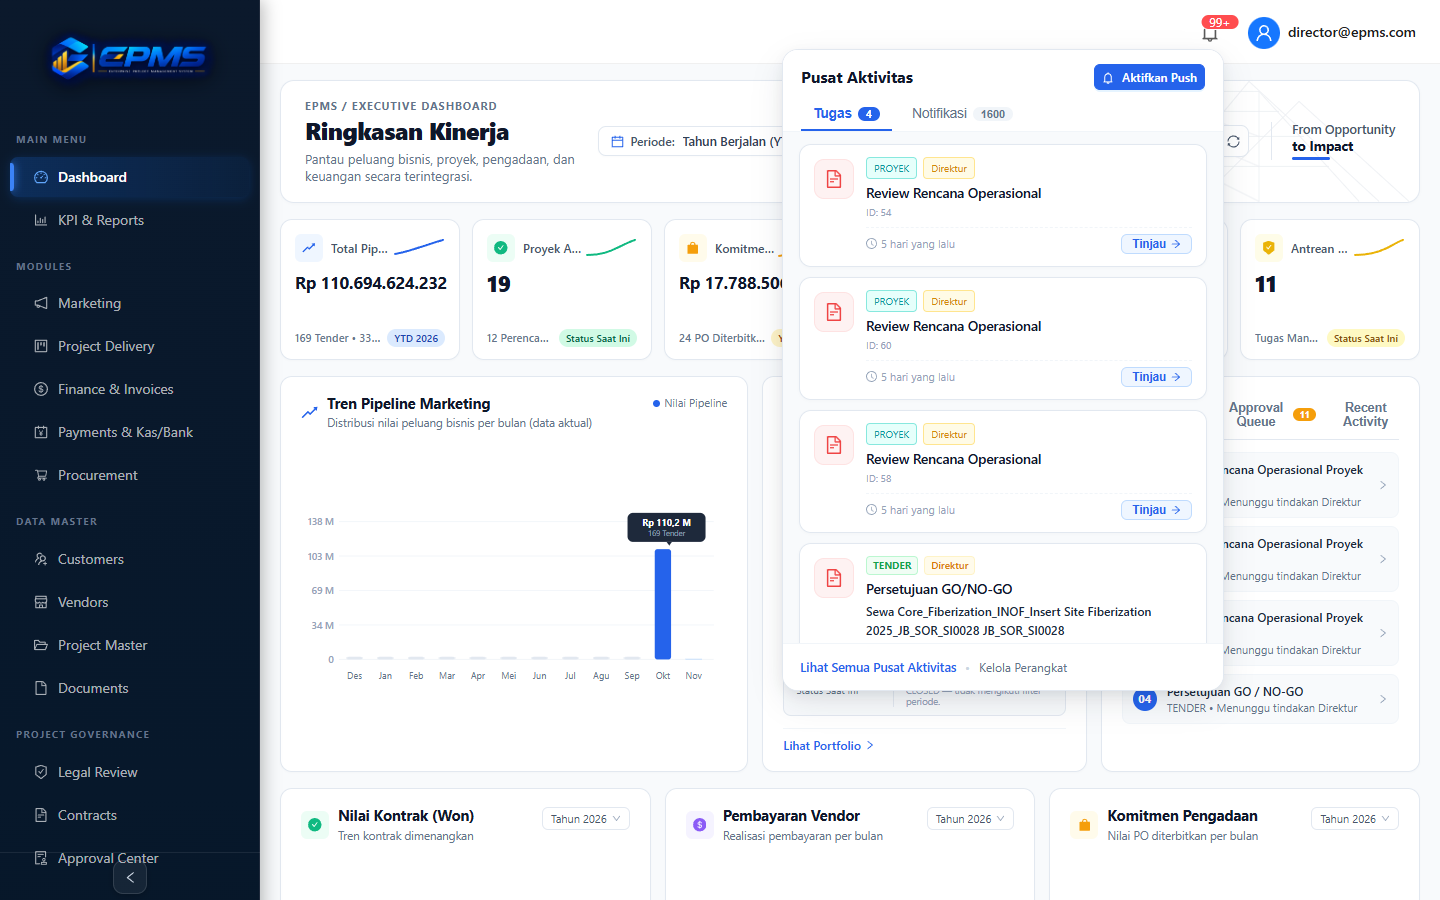 EPMS
MAIN MENU
Dashboard
KPI & Reports
MODULES
Marketing
Project Delivery
Finance & Invoices
Payments & Kas/Bank
Procurement
DATA MASTER
Customers
Vendors
Project Master
Documents
PROJECT GOVERNANCE
Legal Review
Contracts
Approval Center
99+
director@epms.com
EPMS / EXECUTIVE DASHBOARD
Ringkasan Kinerja
Pantau peluang bisnis, proyek, pengadaan, dan
keuangan secara terintegrasi.
Periode: Tahun Berjalan (Y
From Opportunity
to Impact
Total Pip...
Rp 110.694.624.232
169 Tender • 33...
YTD 2026
Proyek A...
19
12 Perenca...
Status Saat Ini
Komitme...
Rp 17.788.50
24 PO Diterbitk...
Antrean ...
11
Tugas Man...
Status Saat Ini
Pusat Aktivitas
Aktifkan Push
Tugas 4
Notifikasi 1600
PROYEK Direktur
Review Rencana Operasional
ID: 54
5 hari yang lalu
Tinjau
PROYEK Direktur
Review Rencana Operasional
ID: 60
5 hari yang lalu
Tinjau
PROYEK Direktur
Review Rencana Operasional
ID: 58
5 hari yang lalu
Tinjau
TENDER Direktur
Persetujuan GO/NO-GO
Sewa Core_Fiberization_INOF_Insert Site Fiberization
2025_JB_SOR_SI0028 JB_SOR_SI0028
Lihat Semua Pusat Aktivitas • Kelola Perangkat
Tren Pipeline Marketing
Distribusi nilai peluang bisnis per bulan (data aktual)
Nilai Pipeline
138 M
103 M
69 M
34 M
0
Rp 110,2 M
169 Tender
Des Jan Feb Mar Apr Mei Jun Jul Agu Sep Okt Nov
Status Saat Ini
CLOSED — tidak mengikuti filter
periode.
Lihat Portfolio
Approval
Queue
11
Recent
Activity
ncana Operasional Proyek
Menunggu tindakan Direktur
ncana Operasional Proyek
Menunggu tindakan Direktur
ncana Operasional Proyek
Menunggu tindakan Direktur
04
Persetujuan GO / NO-GO
TENDER • Menunggu tindakan Direktur
Nilai Kontrak (Won)
Tren kontrak dimenangkan
Tahun 2026
Pembayaran Vendor
Realisasi pembayaran per bulan
Tahun 2026
Komitmen Pengadaan
Nilai PO diterbitkan per bulan
Tahun 2026